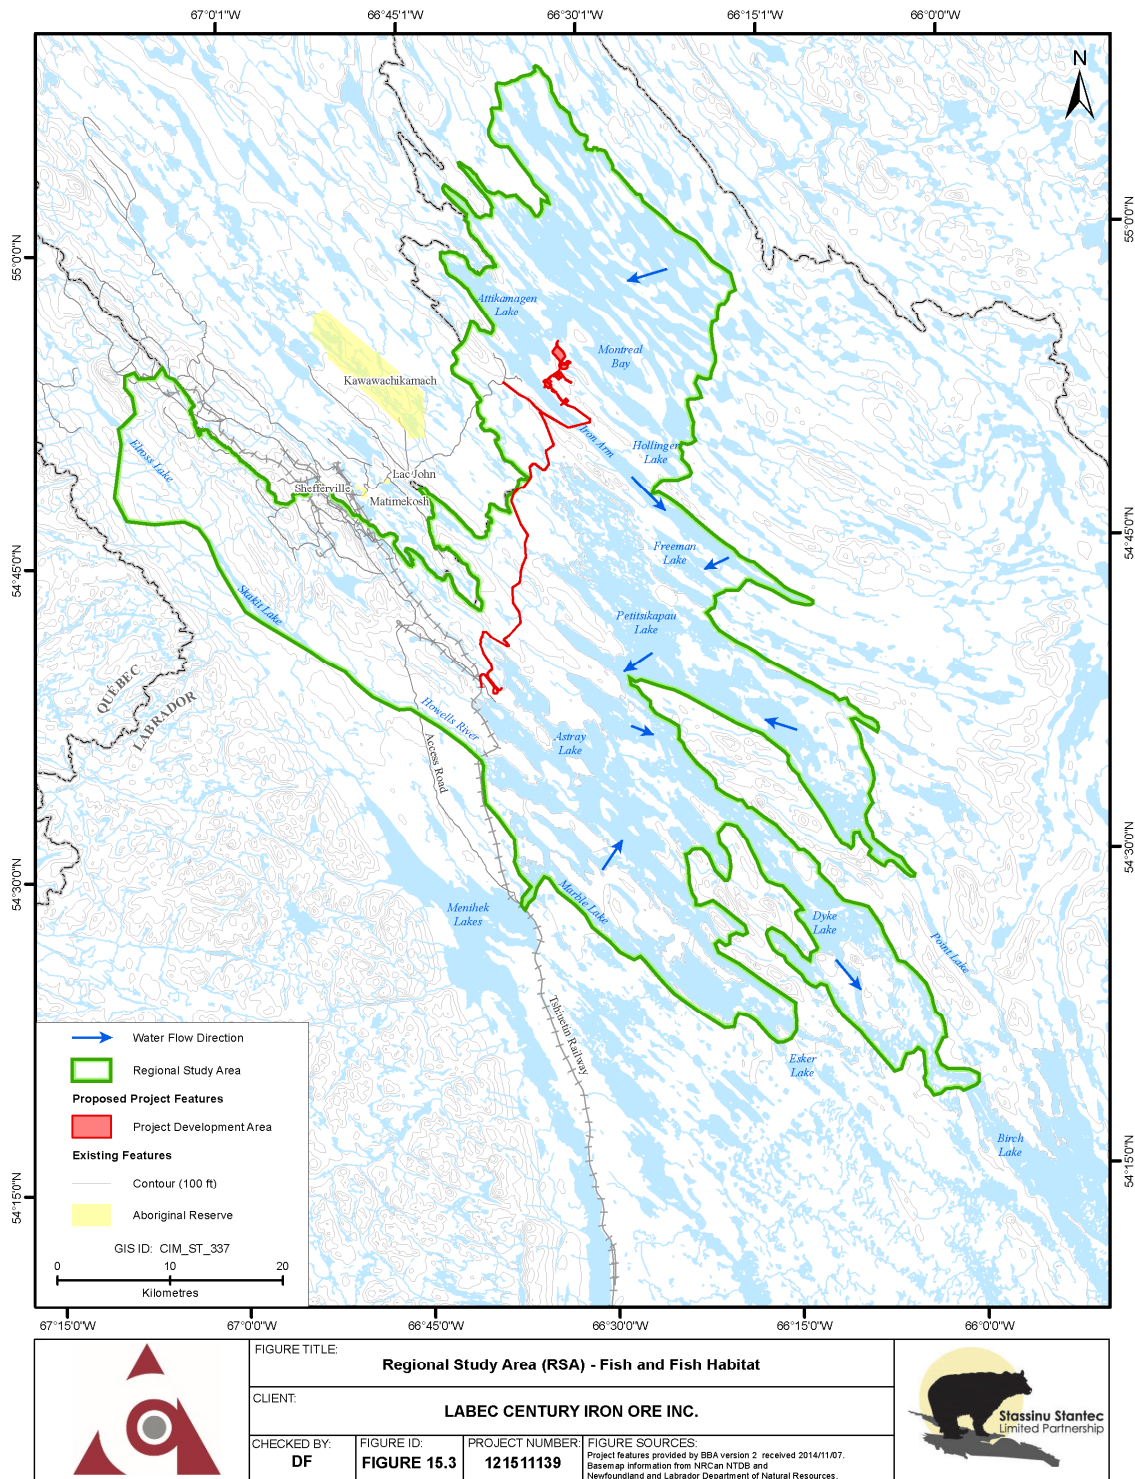 67°0'1"W 66°45'1"W 66°30'1"W 66°15'1"W 66°0'0"W
N
55°0'0"N
55°0'0"N
Attikamagen
Lake
Montreal
Bay
Kawawachikamach
Iron Arm
Hollinger
Lake
Elross Lake
Lac John
Schefferville
Matimekosh
54°45'0"N
54°45'0"N
Freeman
Lake
Skakit Lake
Petitsikapau
Lake
QUÉBEC
LABRADOR
Howells River
Astray
Lake
Access Road
54°30'0"N
54°30'0"N
Marble Lake
Menihek
Lakes
Dyke
Lake
Point Lake
Tshiuetin Railway
Esker
Lake
Birch
Lake
54°15'0"N
54°15'0"N
Water Flow Direction
Regional Study Area
Proposed Project Features
Project Development Area
Existing Features
Contour (100 ft)
Aboriginal Reserve
GIS ID: CIM_ST_337
0 10 20
Kilometres
67°15'0"W 67°0'0"W 66°45'0"W 66°30'0"W 66°15'0"W 66°0'0"W
FIGURE TITLE:
Regional Study Area (RSA) - Fish and Fish Habitat
CLIENT:
LABEC CENTURY IRON ORE INC.
CHECKED BY:
DF
FIGURE ID:
FIGURE 15.3
PROJECT NUMBER:
121511139
FIGURE SOURCES:
Project features provided by BBA version 2 received 2014/11/07.
Basemap information from NRCan NTDB and
Newfoundland and Labrador Department of Natural Resources.
Stassinu Stantec
Limited Partnership